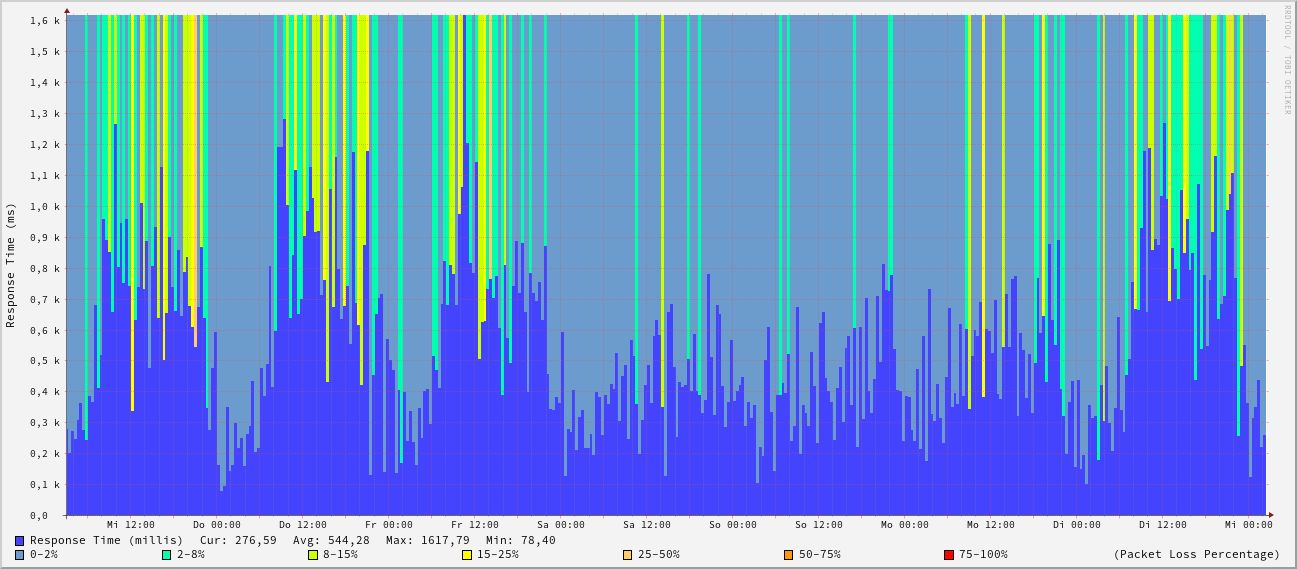 RRDTOOL / TOBI OETIKER
Response Time (ms)
1,6 k
1,5 k
1,4 k
1,3 k
1,2 k
1,1 k
1,0 k
0,9 k
0,8 k
0,7 k
0,6 k
0,5 k
0,4 k
0,3 k
0,2 k
0,1 k
0,0
Mi 12:00 Do 00:00 Do 12:00 Fr 00:00 Fr 12:00 Sa 00:00 Sa 12:00 So 00:00 So 12:00 Mo 00:00 Mo 12:00 Di 00:00 Di 12:00 Mi 00:00
Response Time (millis) Cur: 276,59 Avg: 544,28 Max: 1617,79 Min: 78,40
0-2% 2-8% 8-15% 15-25% 25-50% 50-75% 75-100% (Packet Loss Percentage)